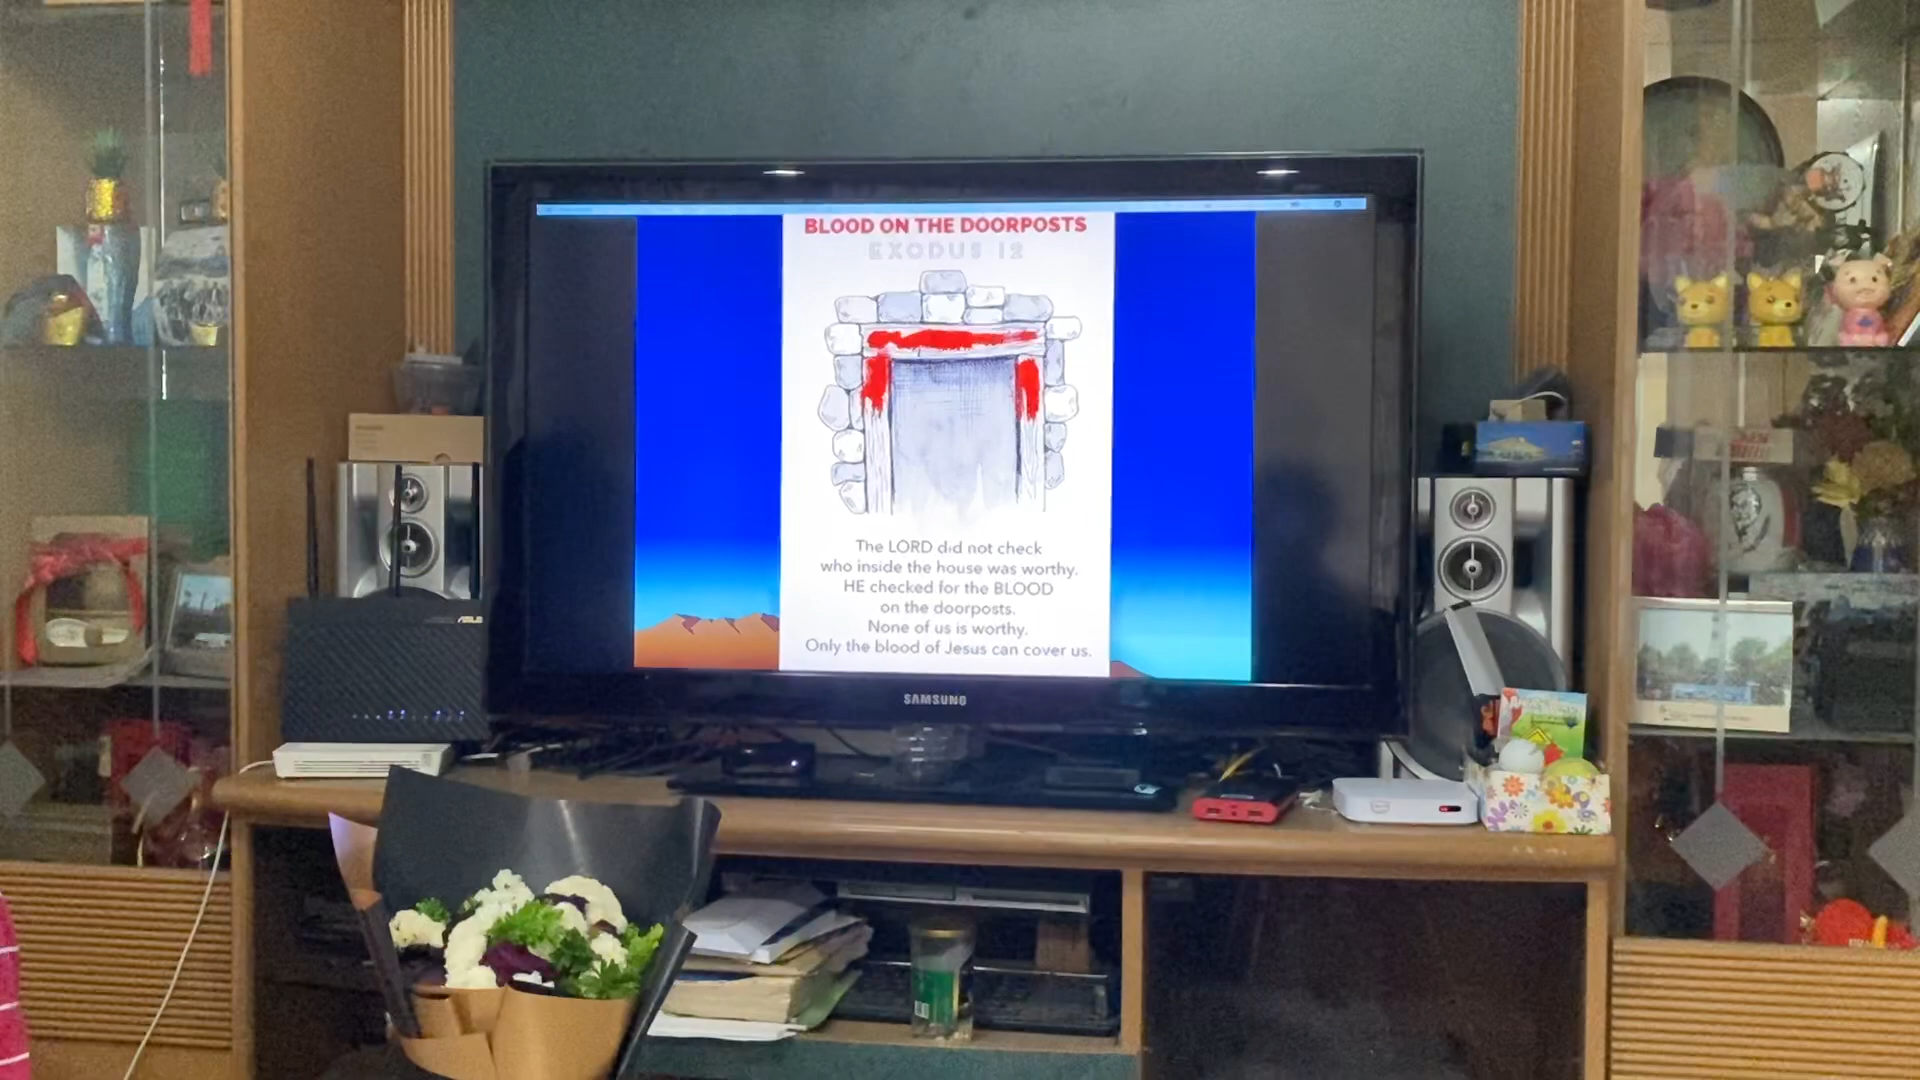 BLOOD ON THE DOORPOSTS
EXODUS 12
The LORD did not check
who inside the house was worthy.
HE checked for the BLOOD
on the doorposts.
None of us is worthy.
Only the blood of Jesus can cover us.
SAMSUNG